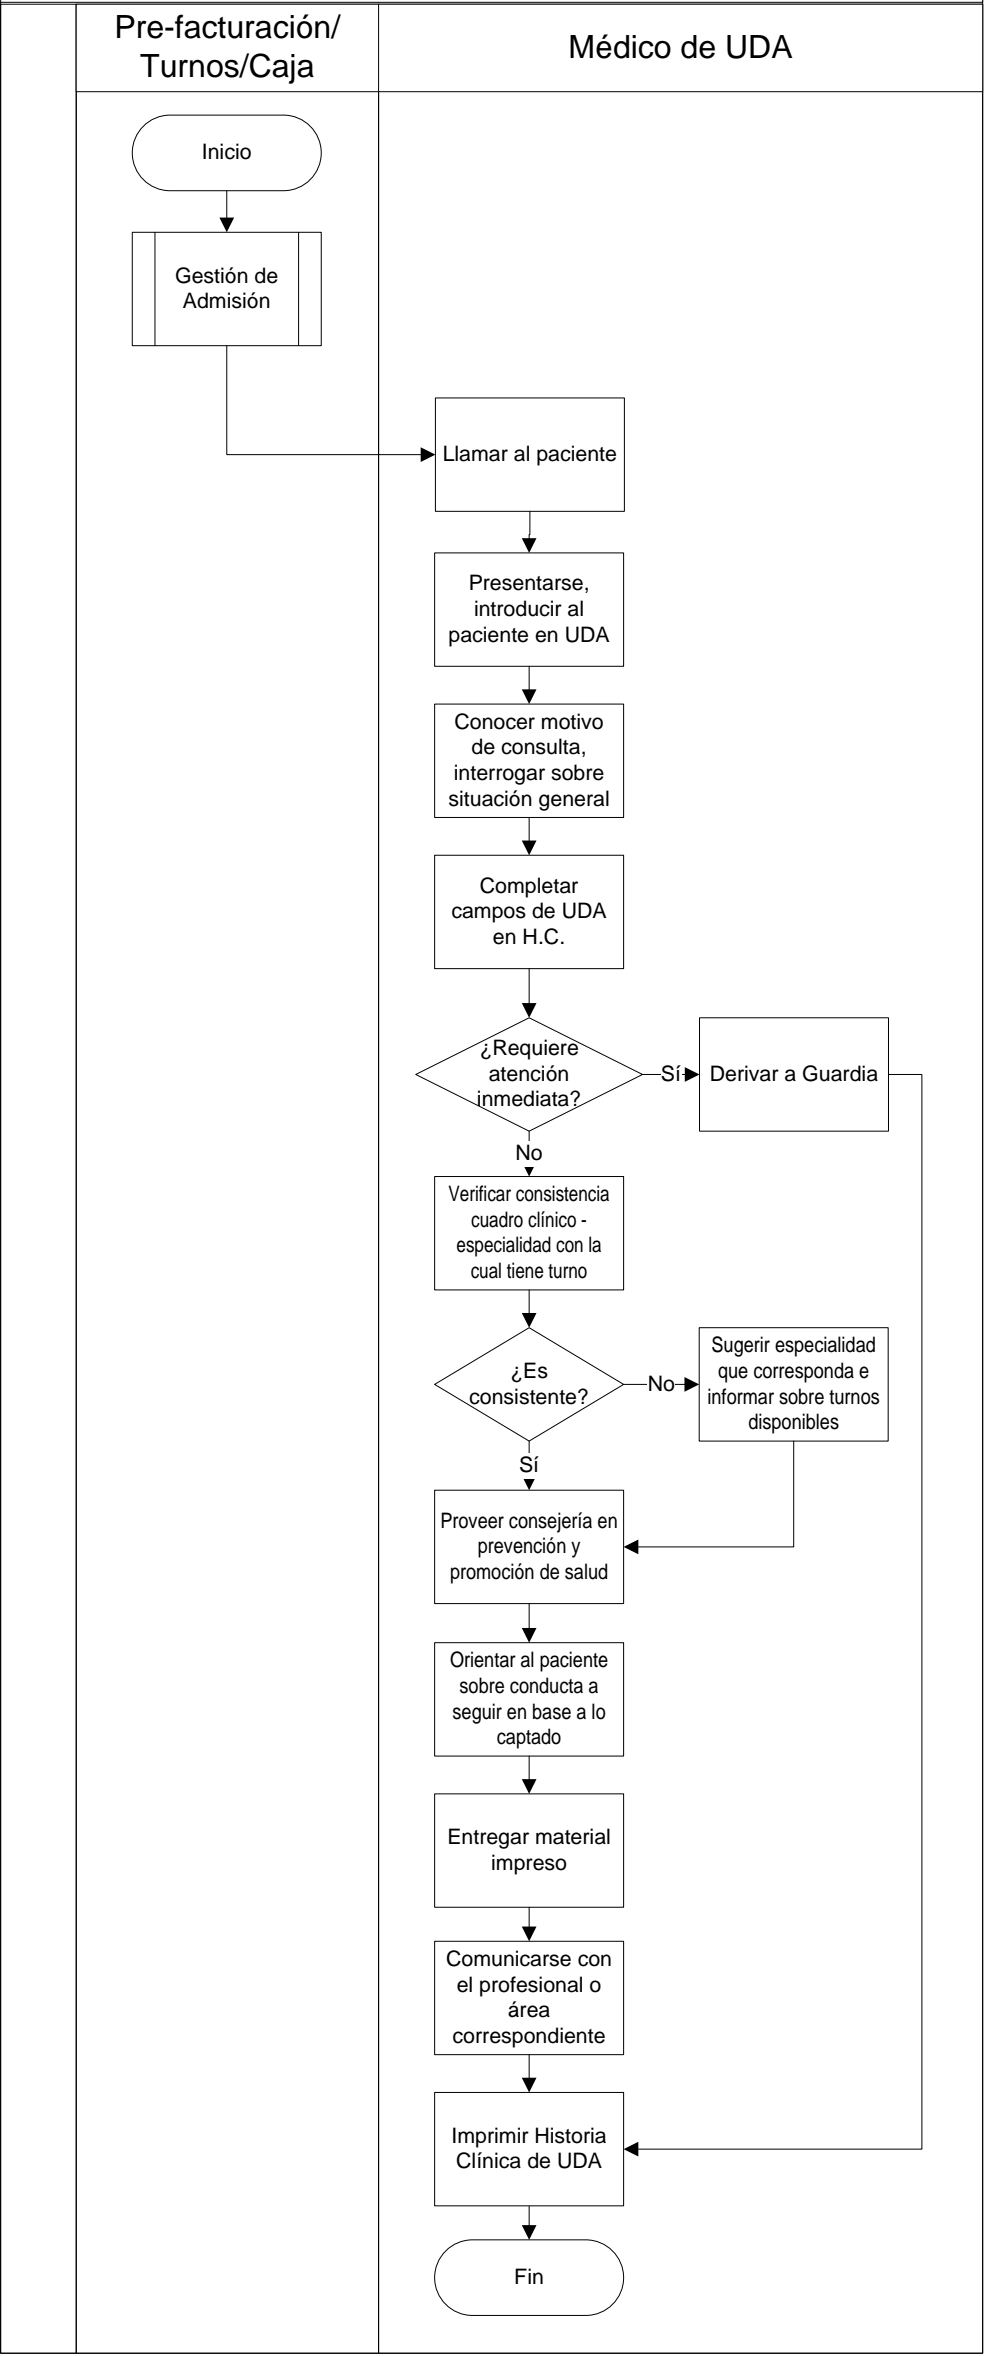 Pre-facturación/
Turnos/Caja
Médico de UDA
Inicio
Gestión de
Admisión
Llamar al paciente
Presentarse,
introducir al
paciente en UDA
Conocer motivo
de consulta,
interrogar sobre
situación general
Completar
campos de UDA
en H.C.
¿Requiere
atención
inmediata?
Sí
Derivar a Guardia
No
Verificar consistencia
cuadro clínico -
especialidad con la
cual tiene turno
¿Es
consistente?
No
Sugerir especialidad
que corresponda e
informar sobre turnos
disponibles
Sí
Proveer consejería en
prevención y
promoción de salud
Orientar al paciente
sobre conducta a
seguir en base a lo
captado
Entregar material
impreso
Comunicarse con
el profesional o
área
correspondiente
Imprimir Historia
Clínica de UDA
Fin